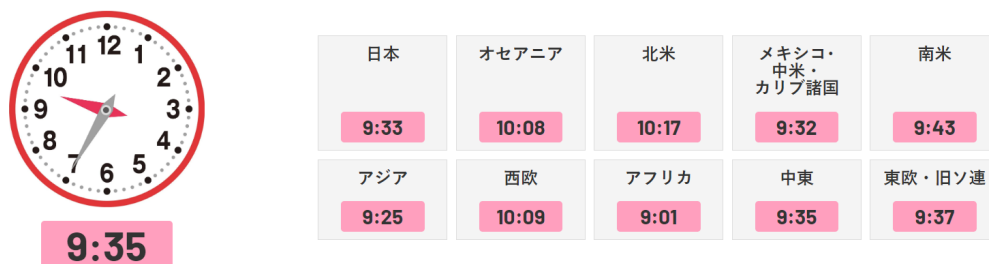 12
1
2
3
4
5
6
7
8
9
10
11
9:35
日本
9:33
オセアニア
10:08
北米
10:17
メキシコ・
中米・
カリブ諸国
9:32
南米
9:43
アジア
9:25
西欧
10:09
アフリカ
9:01
中東
9:35
東欧・旧ソ連
9:37